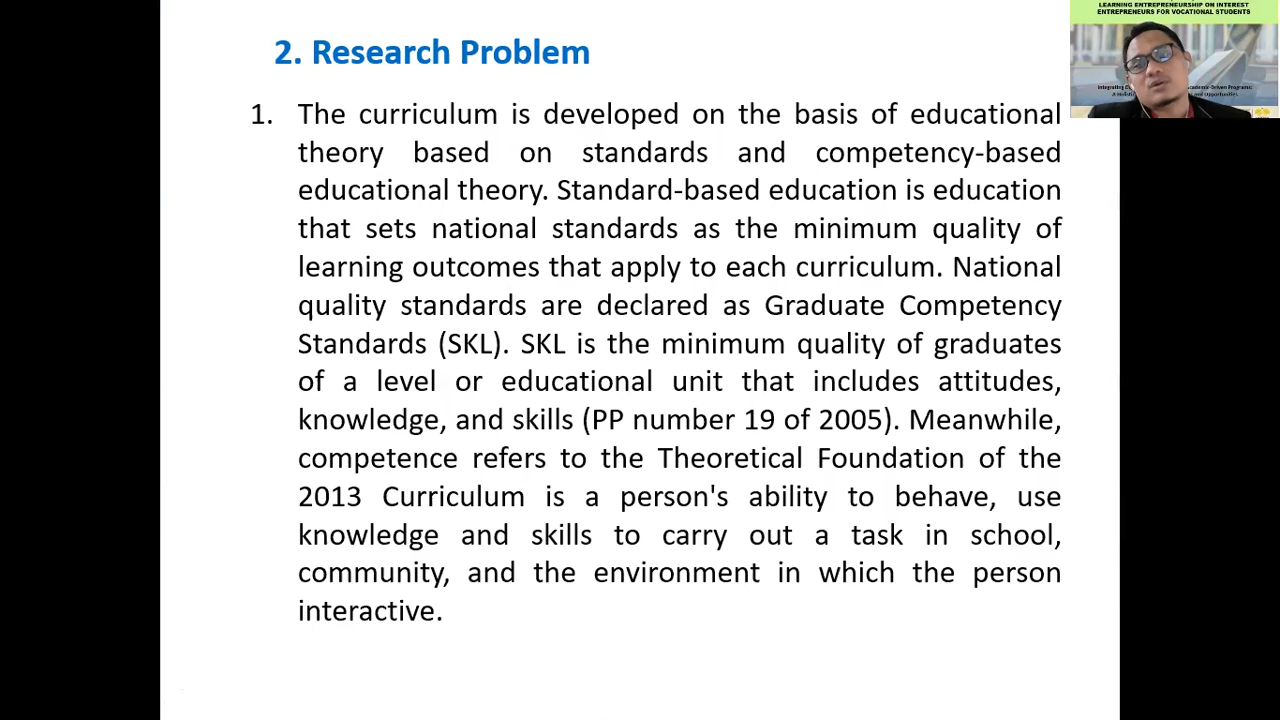 2. Research Problem
1. The curriculum is developed on the basis of educational
theory based on standards and competency-based
educational theory. Standard-based education is education
that sets national standards as the minimum quality of
learning outcomes that apply to each curriculum. National
quality standards are declared as Graduate Competency
Standards (SKL). SKL is the minimum quality of graduates
of a level or educational unit that includes attitudes,
knowledge, and skills (PP number 19 of 2005). Meanwhile,
competence refers to the Theoretical Foundation of the
2013 Curriculum is a person's ability to behave, use
knowledge and skills to carry out a task in school,
community, and the environment in which the person
interactive.
LEARNING ENTREPRENEURSHIP ON INTEREST
ENTREPRENEURS FOR VOCATIONAL STUDENTS
Integrating
Academic-Driven Programs:
and Opportunities